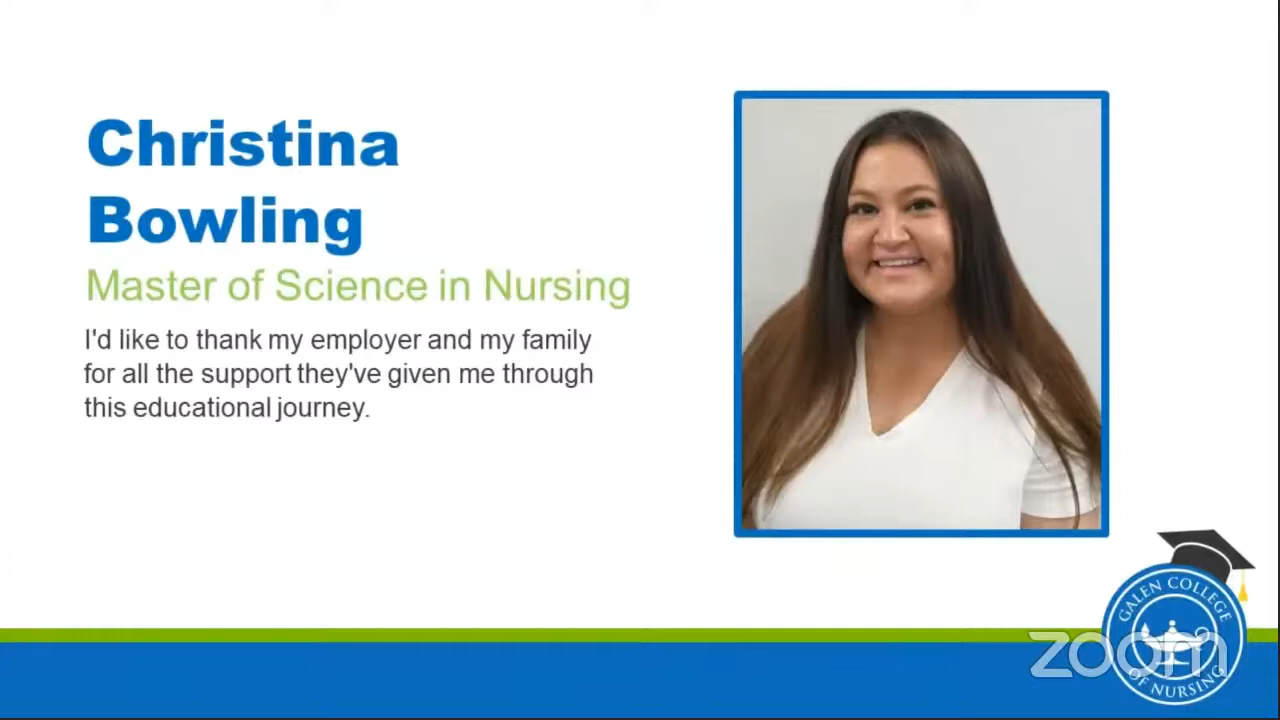 Christina
Bowling
Master of Science in Nursing
I'd like to thank my employer and my family
for all the support they've given me through
this educational journey.
GALEN COLLEGE
OF NURSING
zoom